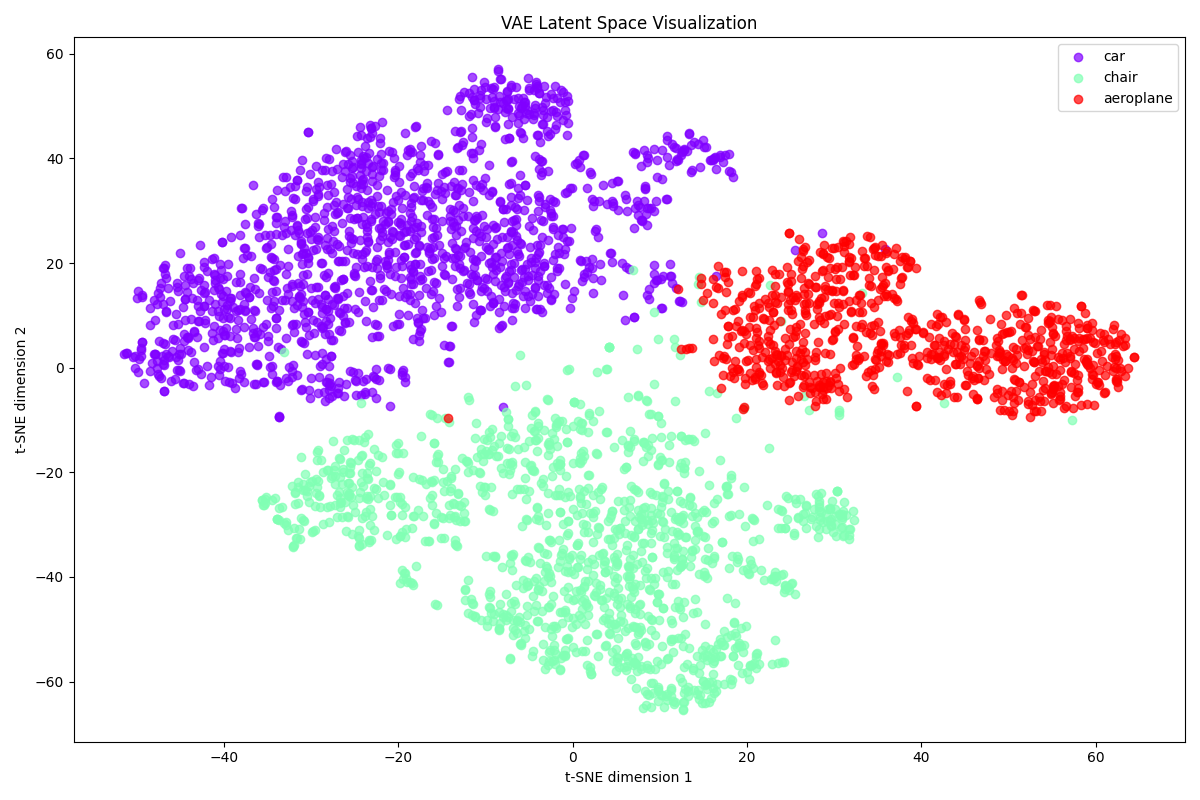 VAE Latent Space Visualization
car
chair
aeroplane
60
40
20
0
−20
−40
−60
t-SNE dimension 2
−40
−20
0
20
40
60
t-SNE dimension 1